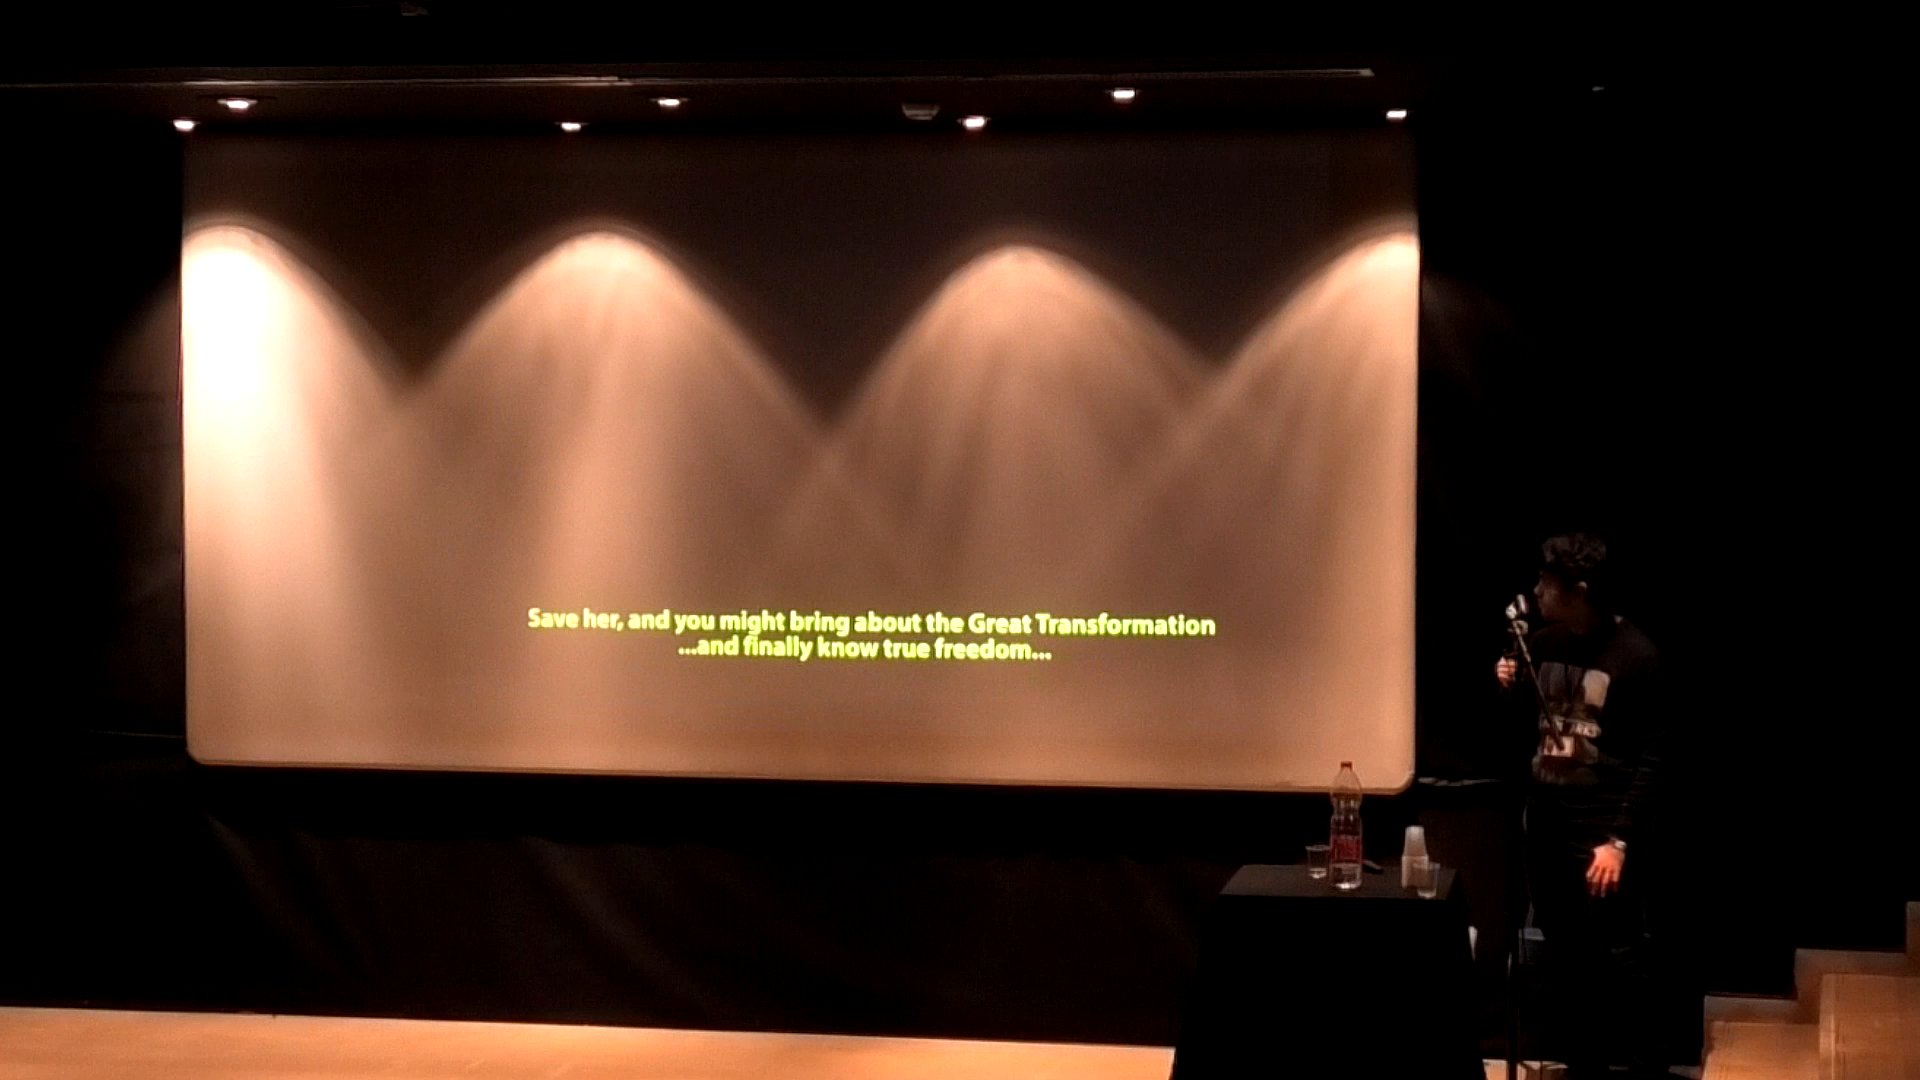 Save her, and you might bring about the Great Transformation
...and finally know true freedom...